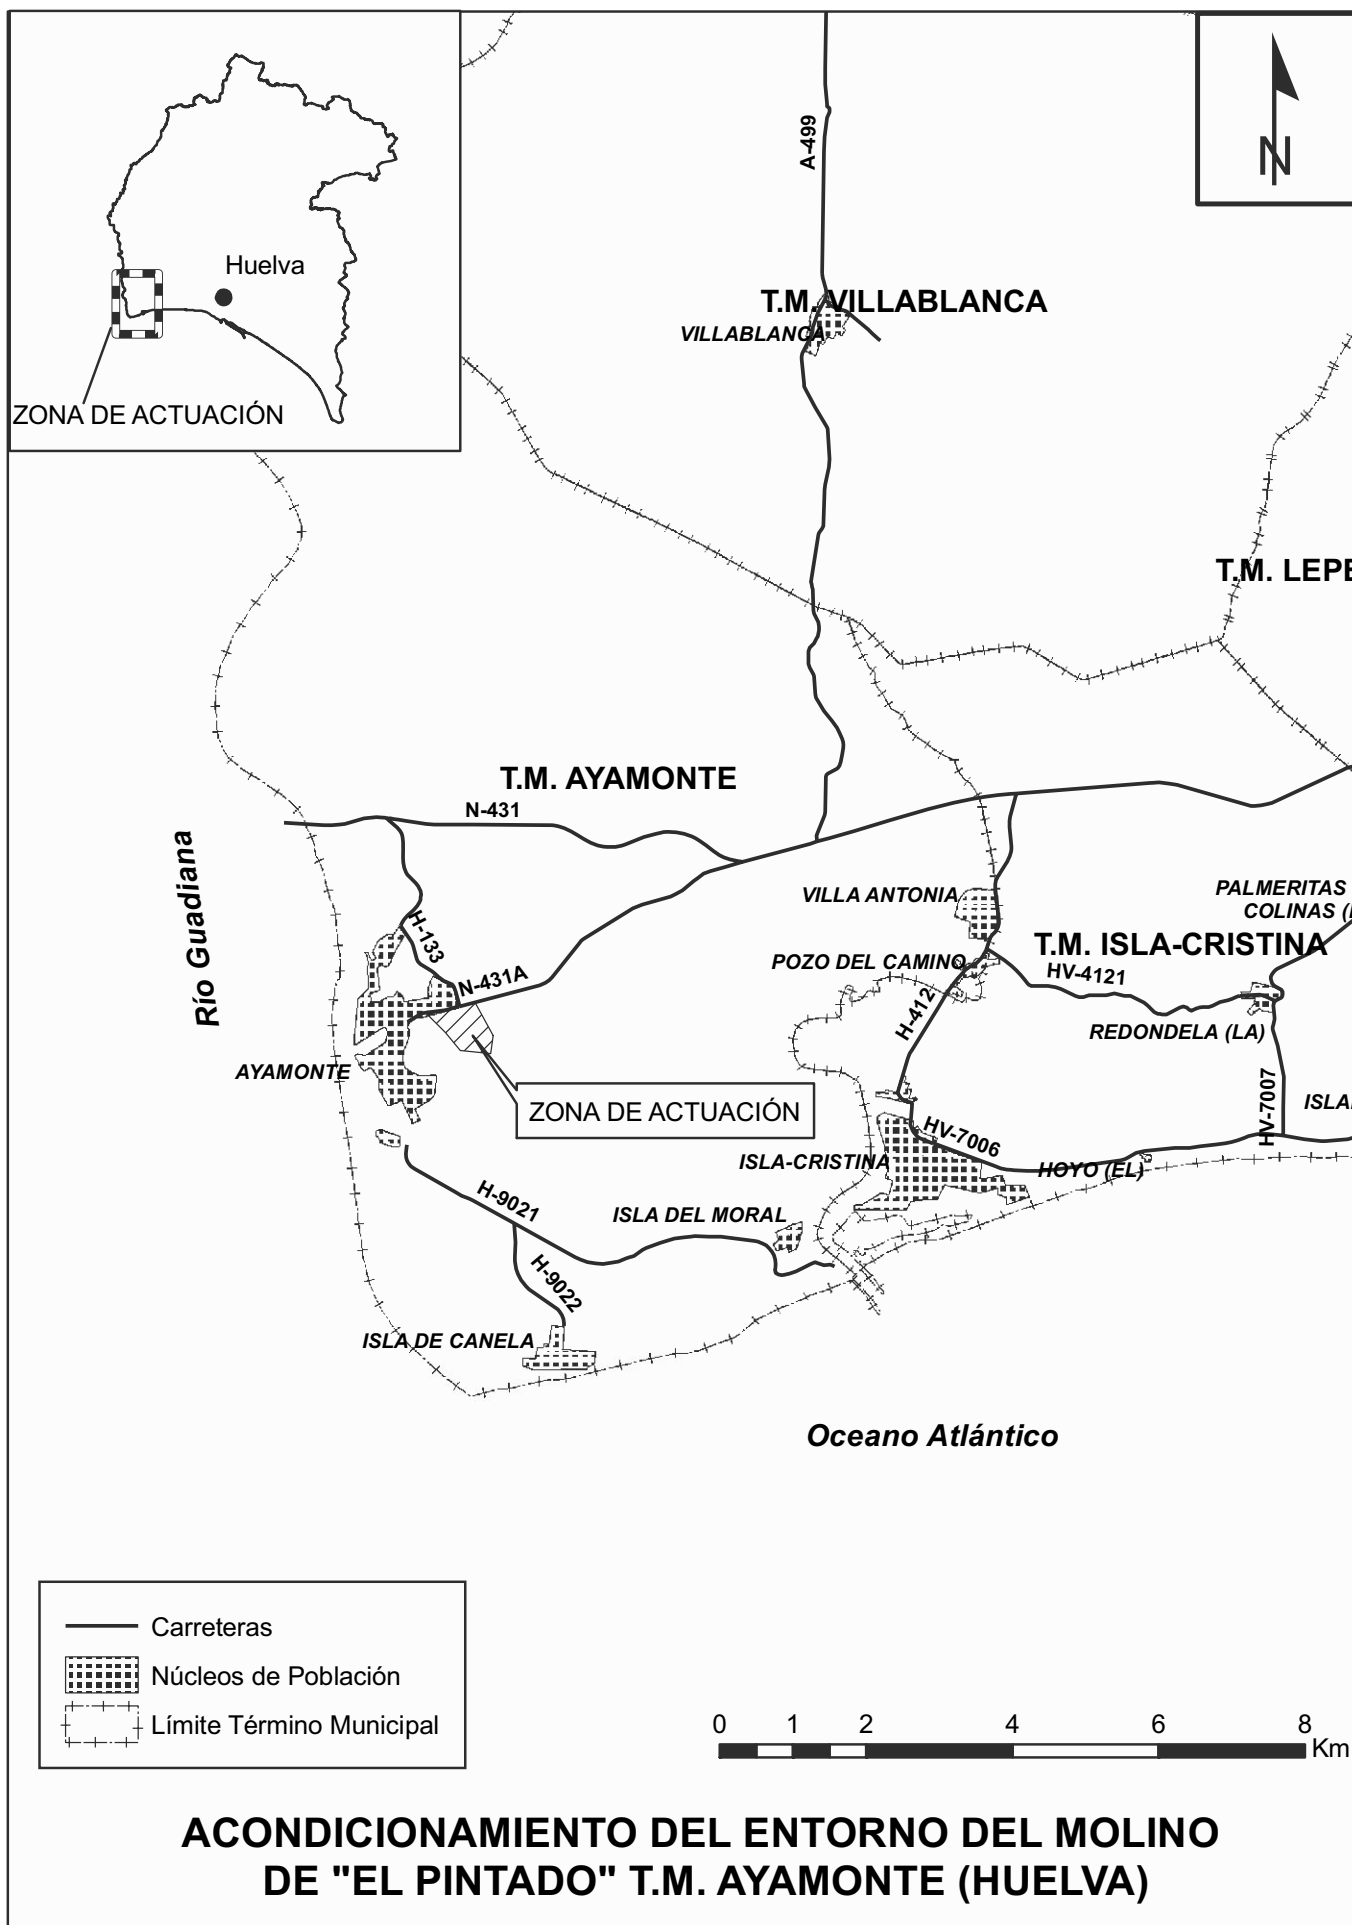 Huelva
ZONA DE ACTUACIÓN
N
A-499
T.M. VILLABLANCA
VILLABLANCA
T.M. LEPE
T.M. AYAMONTE
N-431
Río Guadiana
H-133
N-431A
VILLA ANTONIA
PALMERITAS
COLINAS (
T.M. ISLA-CRISTINA
POZO DEL CAMINO
HV-4121
H-412
REDONDELA (LA)
AYAMONTE
ZONA DE ACTUACIÓN
HV-7007
ISLA
HV-7006
ISLA-CRISTINA
HOYO (EL)
H-9021
ISLA DEL MORAL
H-9022
ISLA DE CANELA
Oceano Atlántico
Carreteras
Núcleos de Población
Límite Término Municipal
0 1 2 4 6 8
Km
ACONDICIONAMIENTO DEL ENTORNO DEL MOLINO
DE "EL PINTADO" T.M. AYAMONTE (HUELVA)